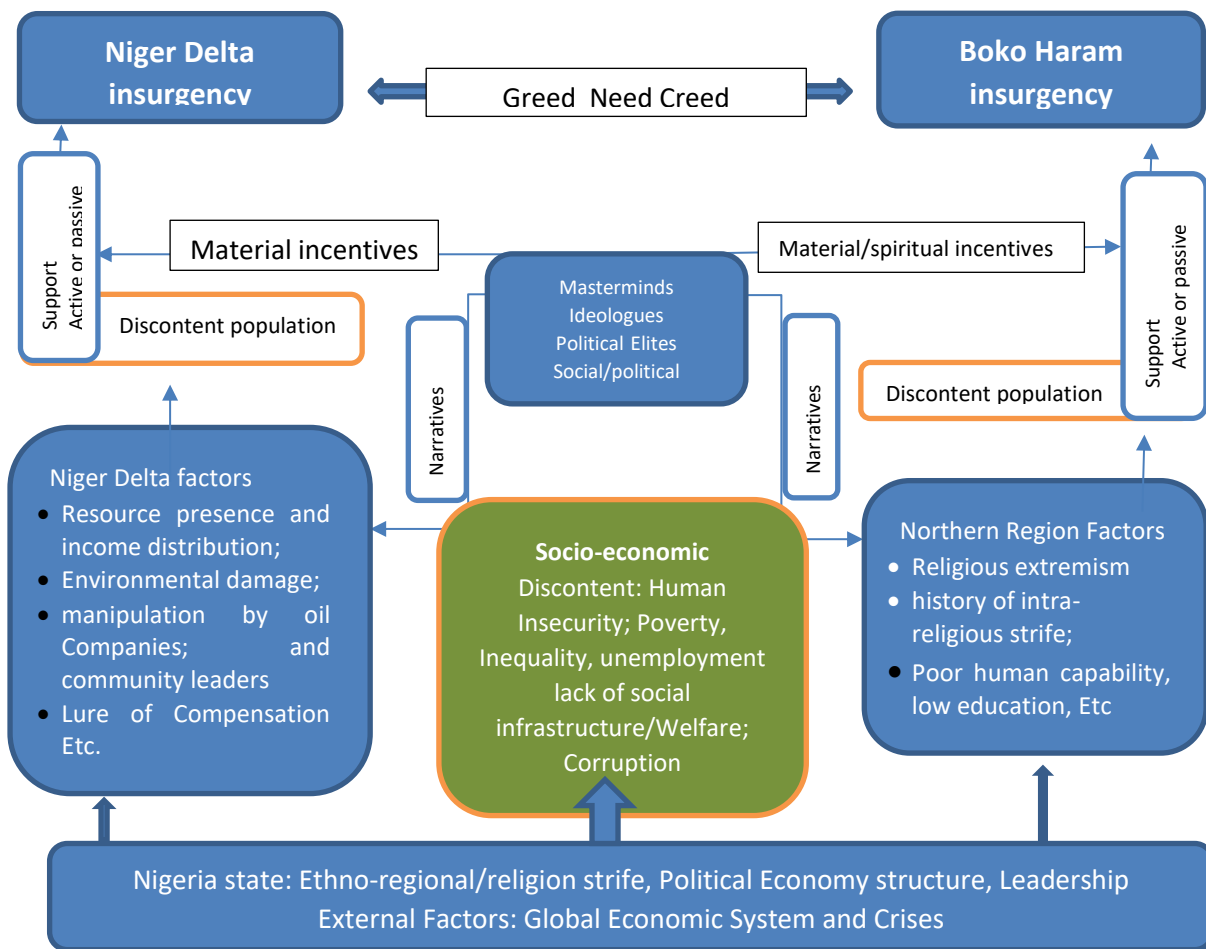 Niger Delta
insurgency
Greed Need Creed
Boko Haram
insurgency
Support
Active or passive
Material incentives
Material/spiritual incentives
Support
Active or passive
Masterminds
Ideologues
Political Elites
Social/political
Discontent population
Discontent population
Narratives
Narratives
Niger Delta factors
• Resource presence and
income distribution;
• Environmental damage;
• manipulation by oil
Companies; and
community leaders
• Lure of Compensation
Etc.
Socio-economic
Discontent: Human
Insecurity; Poverty,
Inequality, unemployment
lack of social
infrastructure/Welfare;
Corruption
Northern Region Factors
• Religious extremism
• history of intra-
religious strife;
• Poor human capability,
low education, Etc
Nigeria state: Ethno-regional/religion strife, Political Economy structure, Leadership
External Factors: Global Economic System and Crises